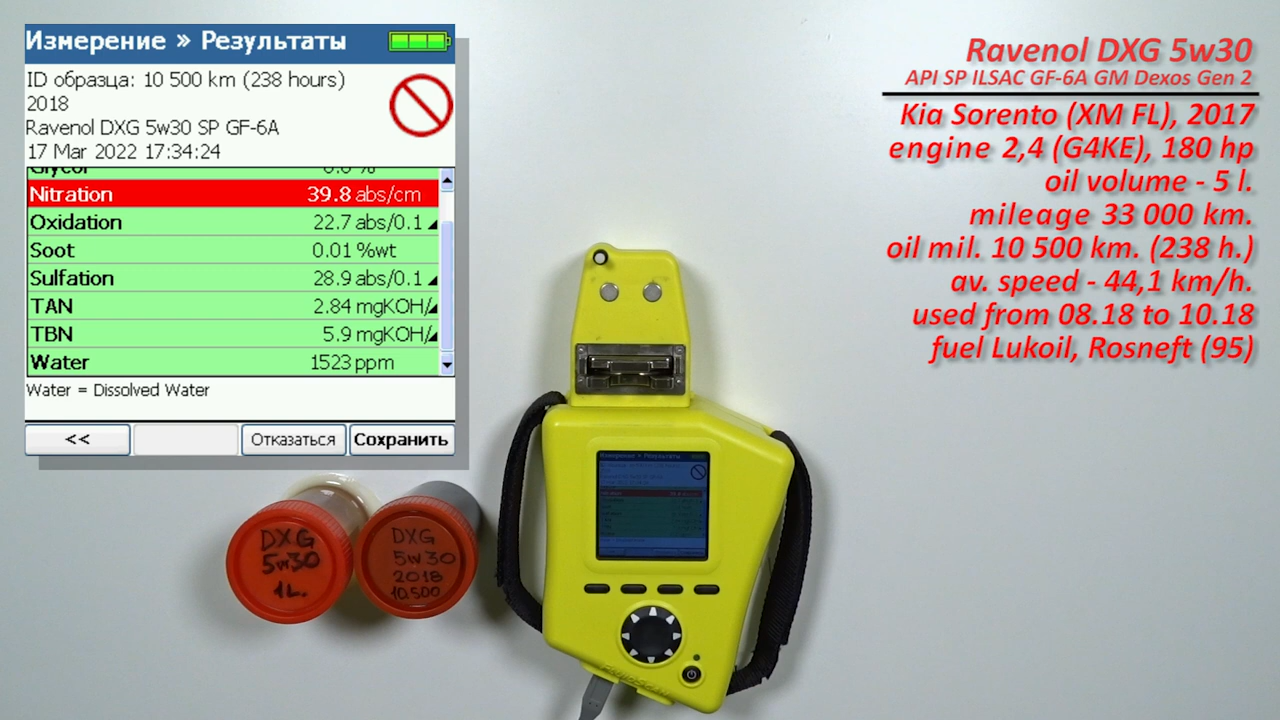 Измерение » Результаты
ID образца: 10 500 km (238 hours)
2018
Ravenol DXG 5w30 SP GF-6A
17 Mar 2022 17:34:24
Glycol 0.0 %
Nitration 39.8 abs/cm
Oxidation 22.7 abs/0.1
Soot 0.01 %wt
Sulfation 28.9 abs/0.1
TAN 2.84 mgKOH/
TBN 5.9 mgKOH/
Water 1523 ppm
Water = Dissolved Water
<< Отказаться Сохранить
Ravenol DXG 5w30
API SP ILSAC GF-6A GM Dexos Gen 2
Kia Sorento (XM FL), 2017
engine 2,4 (G4KE), 180 hp
oil volume - 5 l.
mileage 33 000 km.
oil mil. 10 500 km. (238 h.)
av. speed - 44,1 km/h.
used from 08.18 to 10.18
fuel Lukoil, Rosneft (95)
DXG
5w30
1L.
DXG
5w30
2018
10.500
Измерение » Результаты